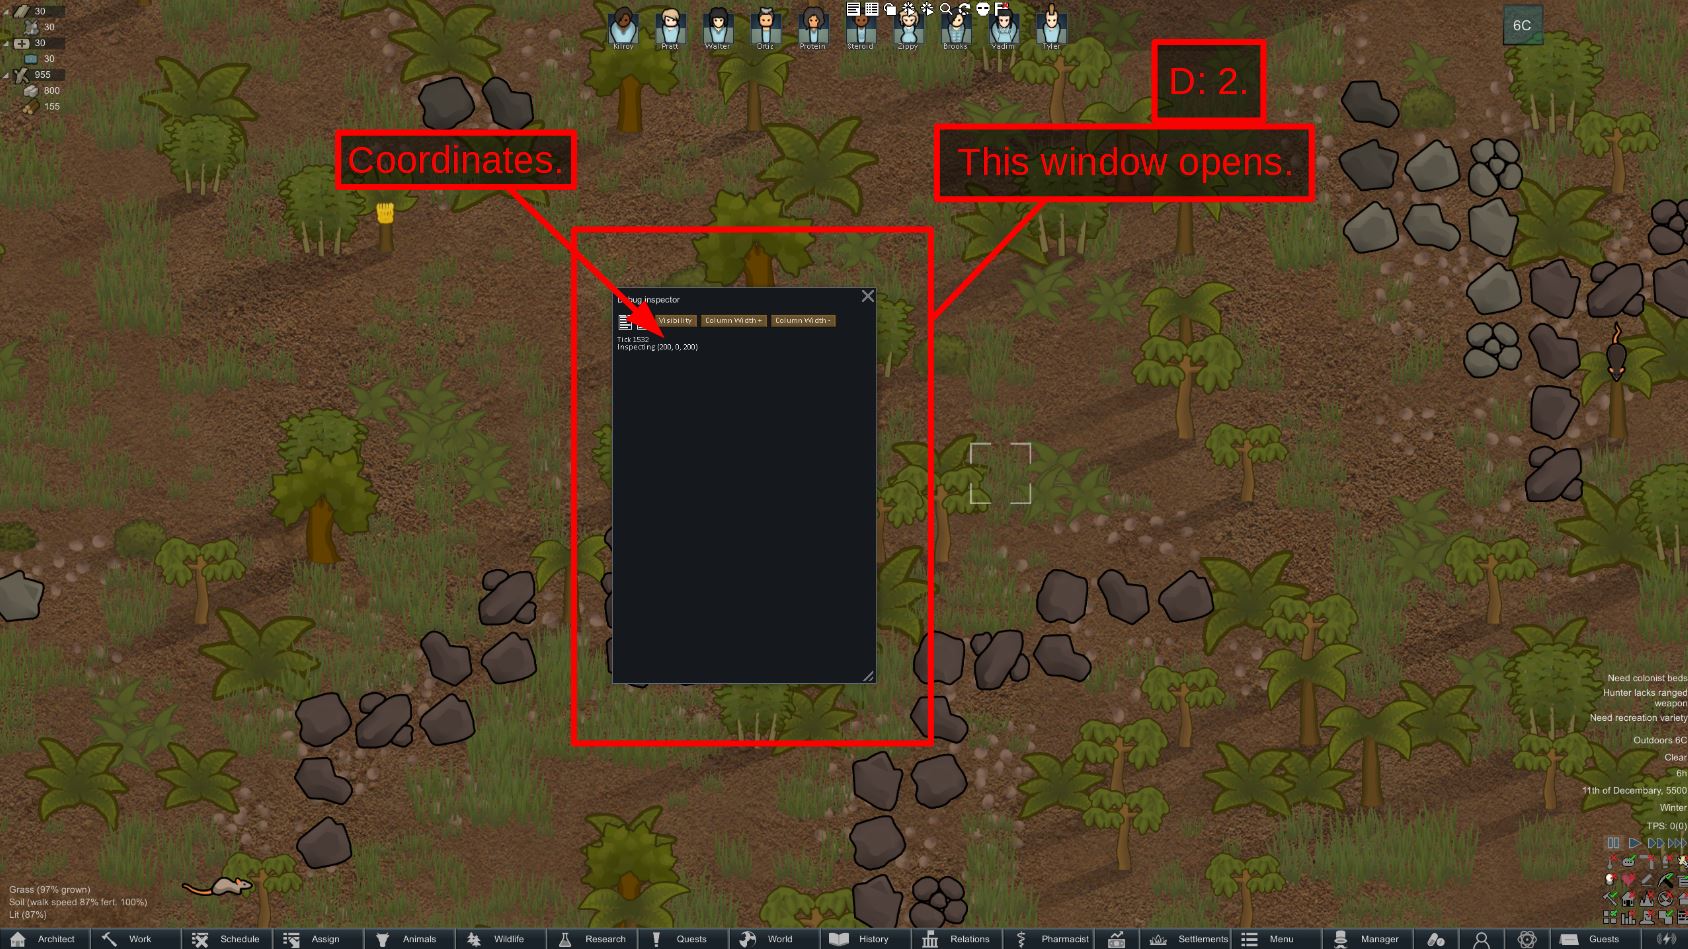 30
30
30
30
955
800
155
Kilroy Pratt Walter Ortiz Protein Steroid Zippy Brooks Vadim Tyler
6C
D: 2.
Coordinates.
This window opens.
Debug inspector
Visibility Column Width+ Column Width-
Tick 1532
Inspecting (200, 0, 200)
Need colonist beds
Hunter lacks ranged
weapon
Need recreation variety
Outdoors 6C
Clear
6h
11th of Decembary, 5500
Winter
TPS: 0(0)
Grass (97% grown)
Soil (walk speed 87% fert. 100%)
Lit (87%)
Architect Work Schedule Assign Animals Wildlife Research Quests World History Relations Pharmacist Settlements Menu Manager Guests